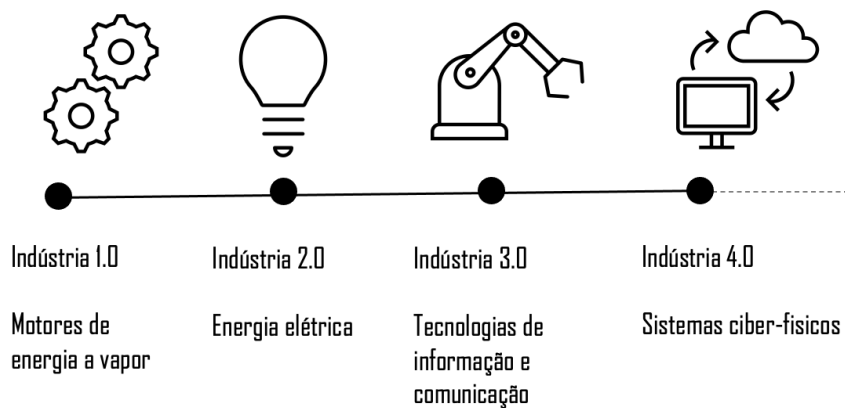 Indústria 1.0
Motores de
energia a vapor
Indústria 2.0
Energia elétrica
Indústria 3.0
Tecnologias de
informação e
comunicação
Indústria 4.0
Sistemas ciber-fisicos